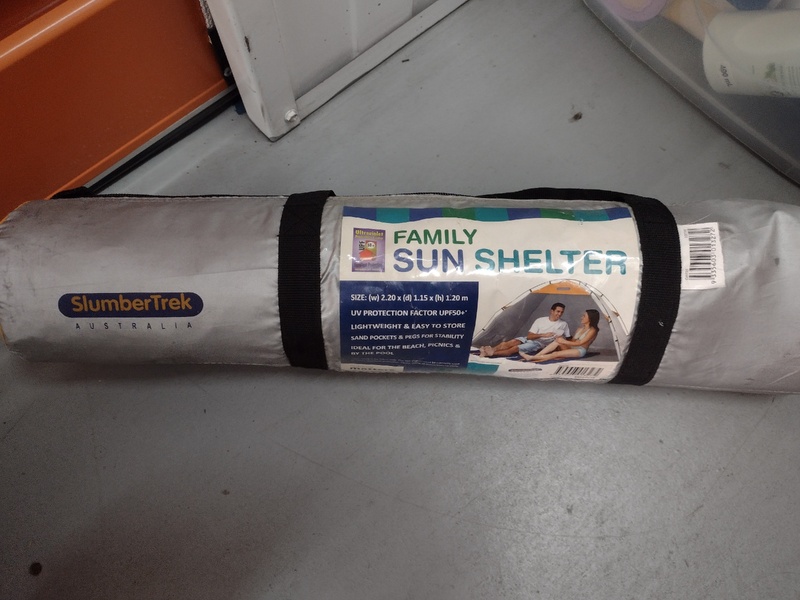 SlumberTrek
AUSTRALIA
FAMILY
SUN SHELTER
SIZE: (w) 2.20 x (d) 1.15 x (h) 1.20 m
UV PROTECTION FACTOR UPF50+*
LIGHTWEIGHT & EASY TO STORE
SAND POCKETS & PEGS FOR STABILITY
IDEAL FOR THE BEACH, PICNICS &
BY THE POOL